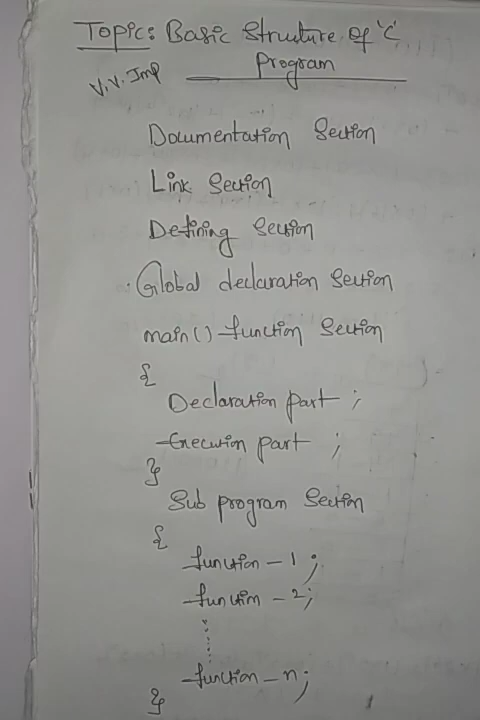 Topic: Basic Structure of 'C'
Program
V.V. Imp
Documentation Section
Link Section
Defining Section
Global declaration Section
main() function Section
{
Declaration part ;
Execution part ;
}
Sub program Section
{
function - 1 ;
function - 2 ;
......
function - n ;
}